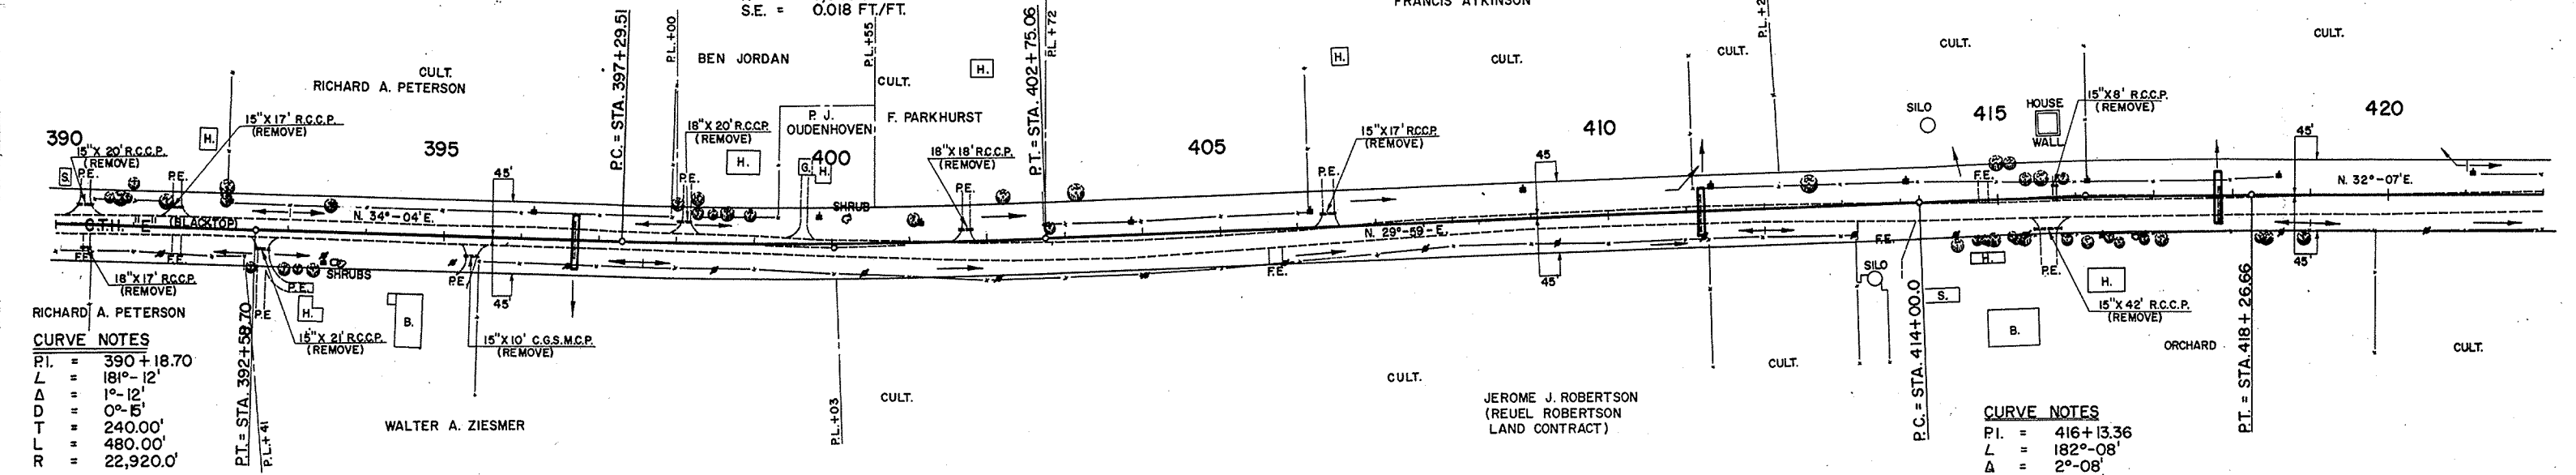 S.E. = 0.018 FT./FT.
FRANCIS ATKINSON
P.C. = STA. 397+29.51
P.L.+00
P.L.+55
P.T. = STA. 402+75.06
P.L.+72
CULT.
RICHARD A. PETERSON
BEN JORDAN
CULT.
H.
H.
CULT.
CULT.
CULT.
CULT.
390
15"X 20' R.C.C.P.
(REMOVE)
H.
15"X 17' R.C.C.P.
(REMOVE)
395
18"X 20' R.C.C.P.
(REMOVE)
P. J.
OUDENHOVEN
F. PARKHURST
H.
G.
H.
400
18"X 18' R.C.C.P.
(REMOVE)
405
15"X 17' R.C.C.P.
(REMOVE)
410
SILO
415
HOUSE
WALL
15"X 8' R.C.C.P.
(REMOVE)
420
S.
P.E.
P.E.
45'
P.E.
P.E.
P.E.
45
F.E.
45'
C.T.H. "E" (BLACKTOP)
N. 34°-04' E.
SHRUB
N. 29°-59'-E.
N. 32°-07'E.
F.E.
F.E.
18"X 17' R.C.C.P.
(REMOVE)
SHRUBS
P.E.
P.E.
H.
P.E.
B.
45'
F.E.
45'
F.E.
SILO
S.
H.
P.E.
H.
B.
45'
RICHARD A. PETERSON
15"X 21' R.C.C.P.
(REMOVE)
15"X 10' C.G.S.M.C.P.
(REMOVE)
15"X 42' R.C.C.P.
(REMOVE)
ORCHARD
CULT.
CULT.
CULT.
CULT.
P.T. = STA. 392+58.70
P.L.+41
P.L.+03
P.C. = STA. 414+00.0
P.T. = STA. 418+26.66
WALTER A. ZIESMER
JEROME J. ROBERTSON
(REUEL ROBERTSON
LAND CONTRACT)
CURVE NOTES
P.I. = 390+18.70
∠ = 181°-12'
Δ = 1°-12'
D = 0°-15'
T = 240.00'
L = 480.00'
R = 22,920.0'
CURVE NOTES
P.I. = 416+13.36
∠ = 182°-08'
Δ = 2°-08'